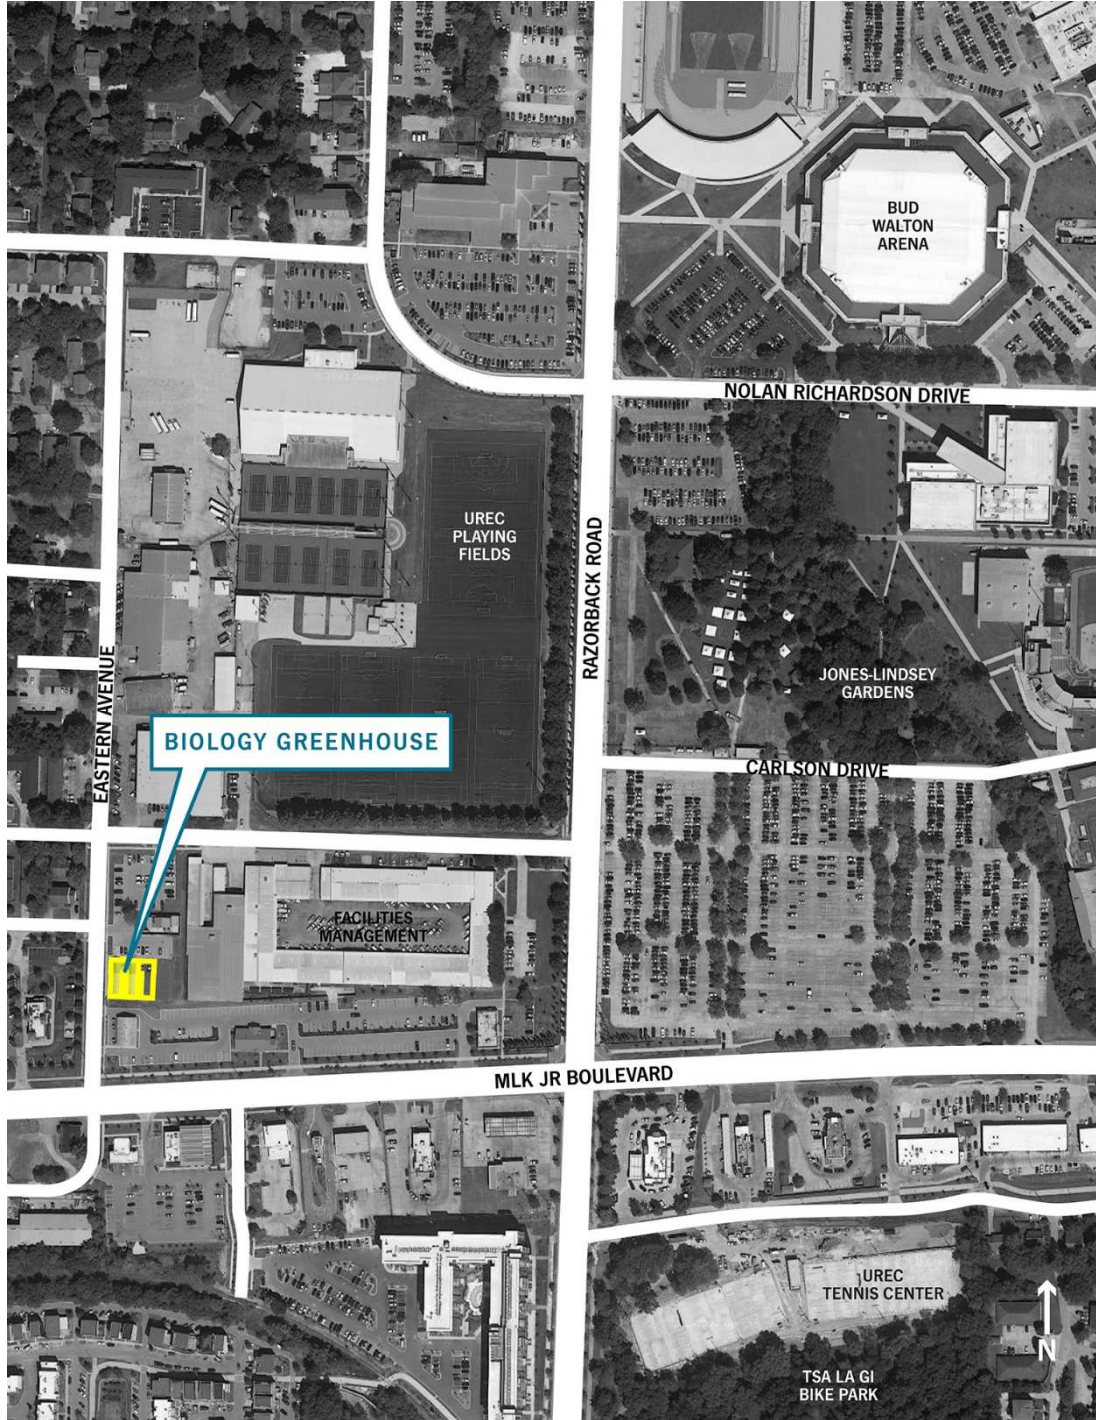 BUD
WALTON
ARENA
NOLAN RICHARDSON DRIVE
UREC
PLAYING
FIELDS
RAZORBACK ROAD
JONES-LINDSEY
GARDENS
EASTERN AVENUE
BIOLOGY GREENHOUSE
CARLSON DRIVE
FACILITIES
MANAGEMENT
MLK JR BOULEVARD
UREC
TENNIS CENTER
N
TSA LA GI
BIKE PARK